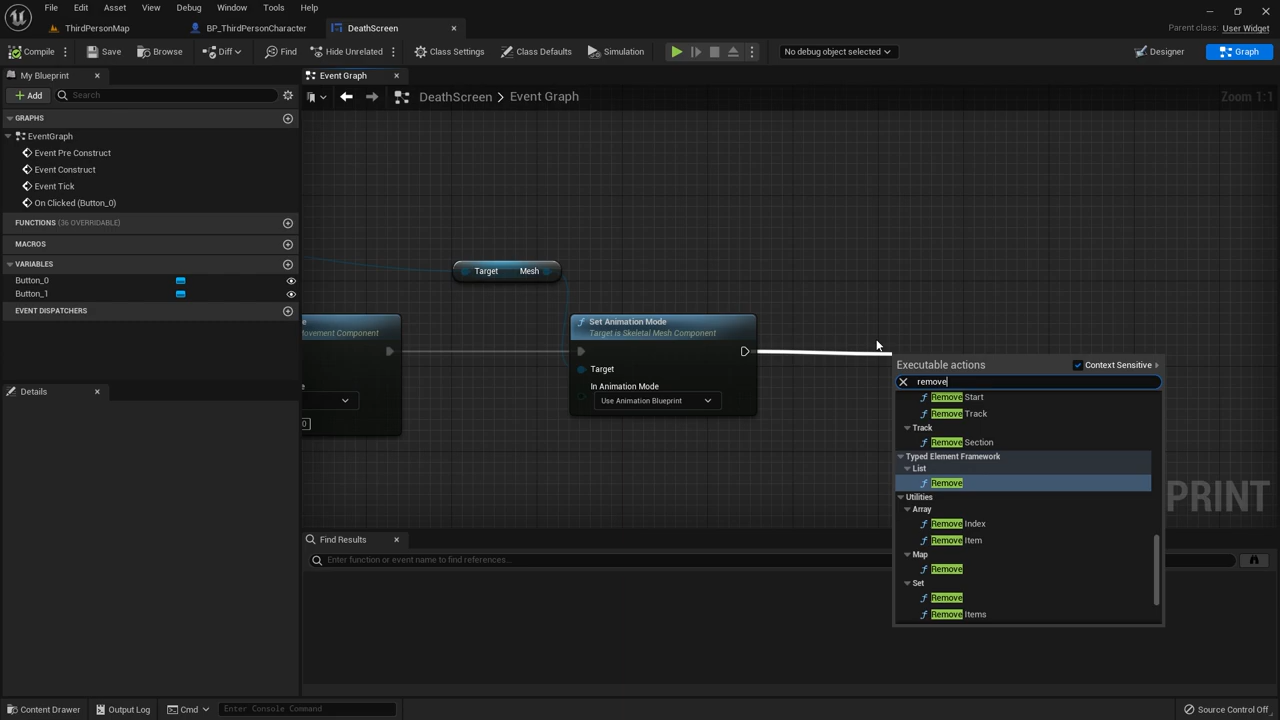 File Edit Asset View Debug Window Tools Help
ThirdPersonMap BP_ThirdPersonCharacter DeathScreen Parent class: User Widget
Compile Save Browse Diff Find Hide Unrelated Class Settings Class Defaults Simulation No debug object selected Designer Graph
My Blueprint Event Graph
Add Search DeathScreen > Event Graph Zoom 1:1
GRAPHS
EventGraph
Event Pre Construct
Event Construct
Event Tick
On Clicked (Button_0)
FUNCTIONS (36 OVERRIDABLE)
MACROS
VARIABLES
Button_0
Button_1
EVENT DISPATCHERS
Details
Target Mesh
e
Movement Component
e
0
Set Animation Mode
Target is Skeletal Mesh Component
Target
In Animation Mode
Use Animation Blueprint
Executable actions Context Sensitive
remove
Remove Start
Remove Track
Track
Remove Section
Typed Element Framework
List
Remove
Utilities
Array
Remove Index
Remove Item
Map
Remove
Set
Remove
Remove Items
PRINT
Find Results
Enter function or event name to find references...
Content Drawer Output Log Cmd Enter Console Command Source Control Off